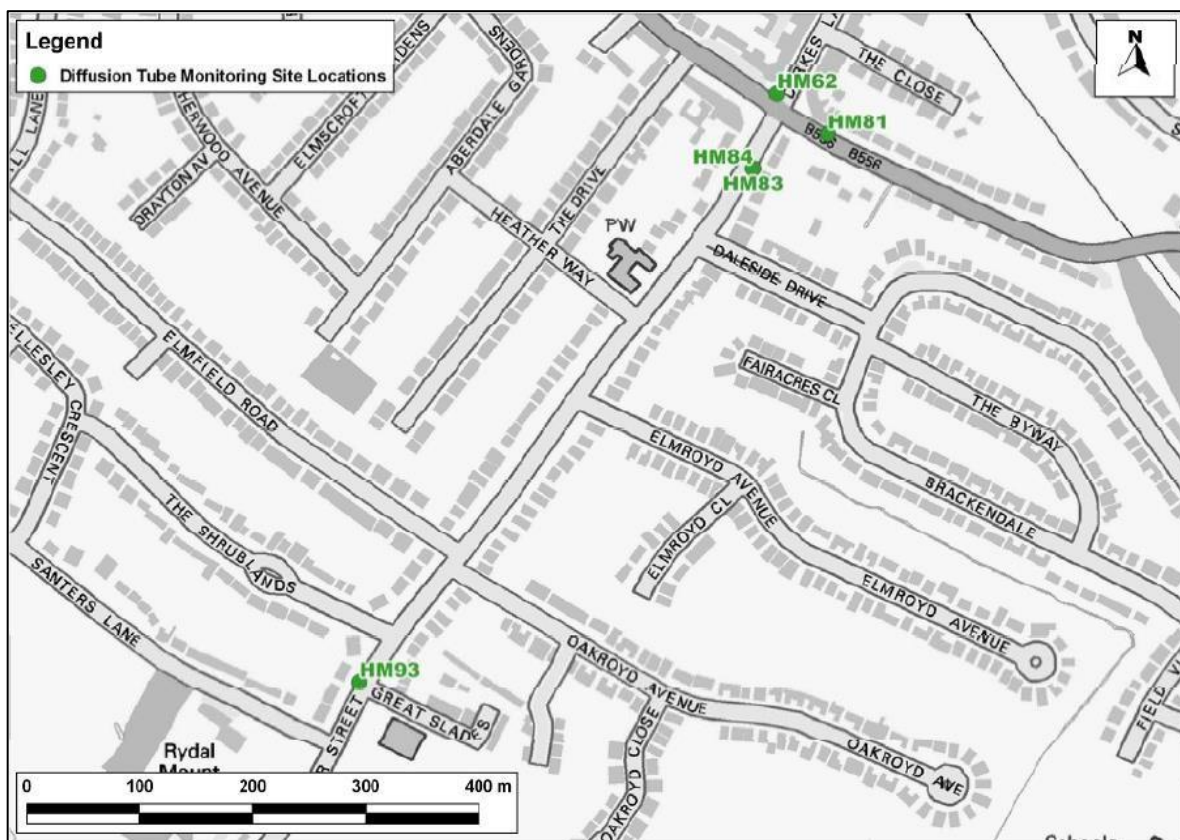 Legend
Diffusion Tube Monitoring Site Locations
N
THE CLOSE
HM62
HM81
B556
B556
HM84
HM83
ELMSCROFT
GARDENS
ABERDALE GARDENS
DRAYTON AV
AVENUE
THE DRIVE
HEATHER WAY
PW
DALESIDE DRIVE
FAIRACRES CL
THE BYWAY
BRACKENDALE
ELMFIELD ROAD
CRESCENT
THE SHRUBLANDS
SANTERS LANE
ELMROYD AVENUE
ELMROYD CL
ELMROYD AVENUE
HM93
STREET
GREAT SLADES
OAKROYD AVENUE
OAKROYD CLOSE
OAKROYD AVE
FIELD
Rydal
0 100 200 300 400 m